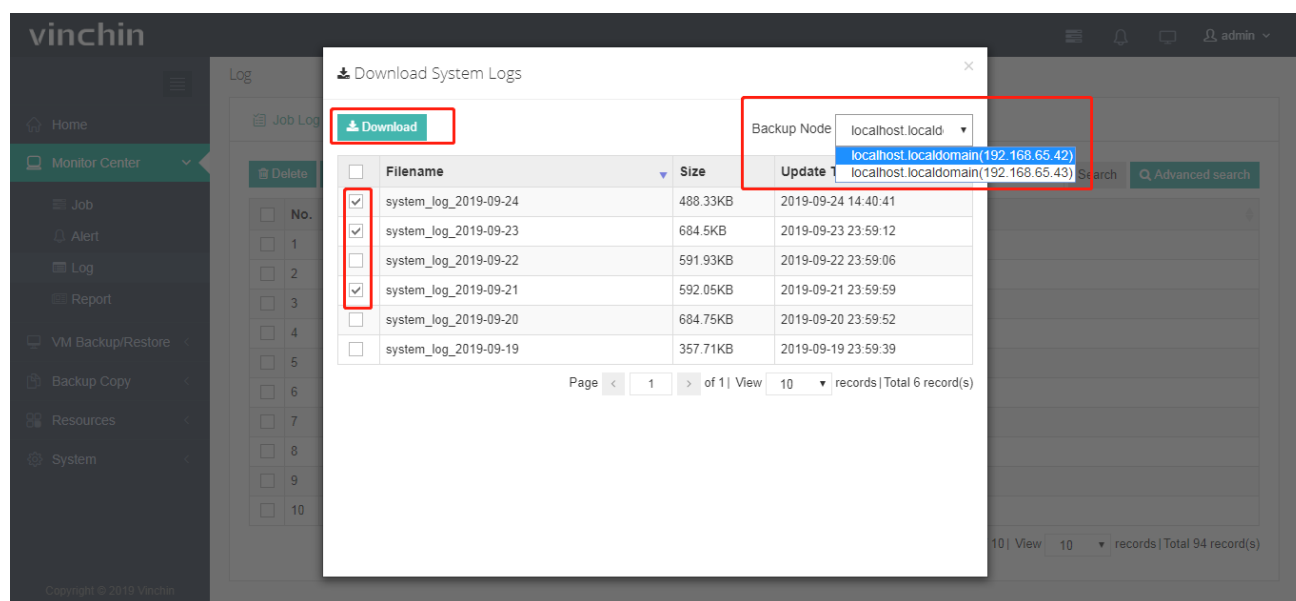 vinchin
admin
Log
Download System Logs
×
Home
Job Log
Download
Backup Node
localhost.locald
localhost.localdomain(192.168.65.42)
localhost.localdomain(192.168.65.43)
Monitor Center
Delete
Filename Size Update T
Search
Advanced search
Job
No.
system_log_2019-09-24 488.33KB 2019-09-24 14:40:41
Alert
1
system_log_2019-09-23 684.5KB 2019-09-23 23:59:12
Log
2
system_log_2019-09-22 591.93KB 2019-09-22 23:59:06
Report
3
system_log_2019-09-21 592.05KB 2019-09-21 23:59:59
4
system_log_2019-09-20 684.75KB 2019-09-20 23:59:52
VM Backup/Restore
5
system_log_2019-09-19 357.71KB 2019-09-19 23:59:39
Backup Copy
6
Page < 1 > of 1| View 10 records|Total 6 record(s)
Resources
7
8
System
9
10
10| View 10 records|Total 94 record(s)
Copyright © 2019 Vinchin